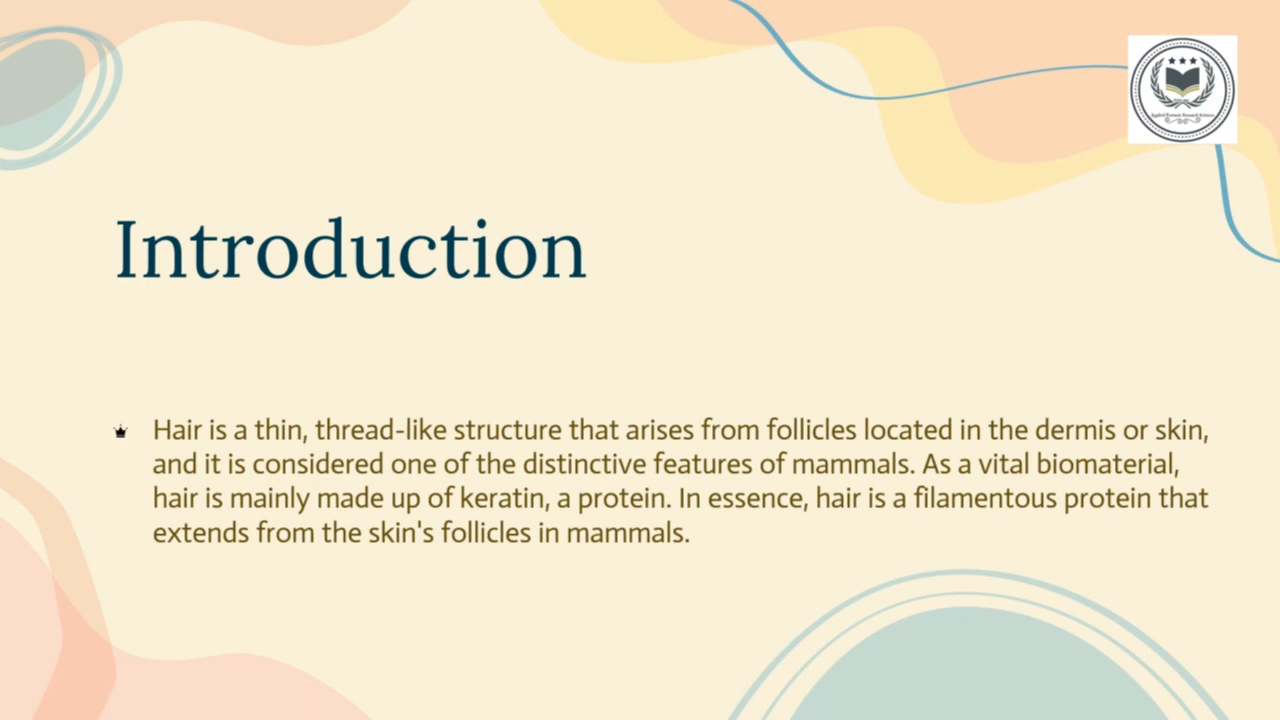 Introduction
Hair is a thin, thread-like structure that arises from follicles located in the dermis or skin,
and it is considered one of the distinctive features of mammals. As a vital biomaterial,
hair is mainly made up of keratin, a protein. In essence, hair is a filamentous protein that
extends from the skin's follicles in mammals.